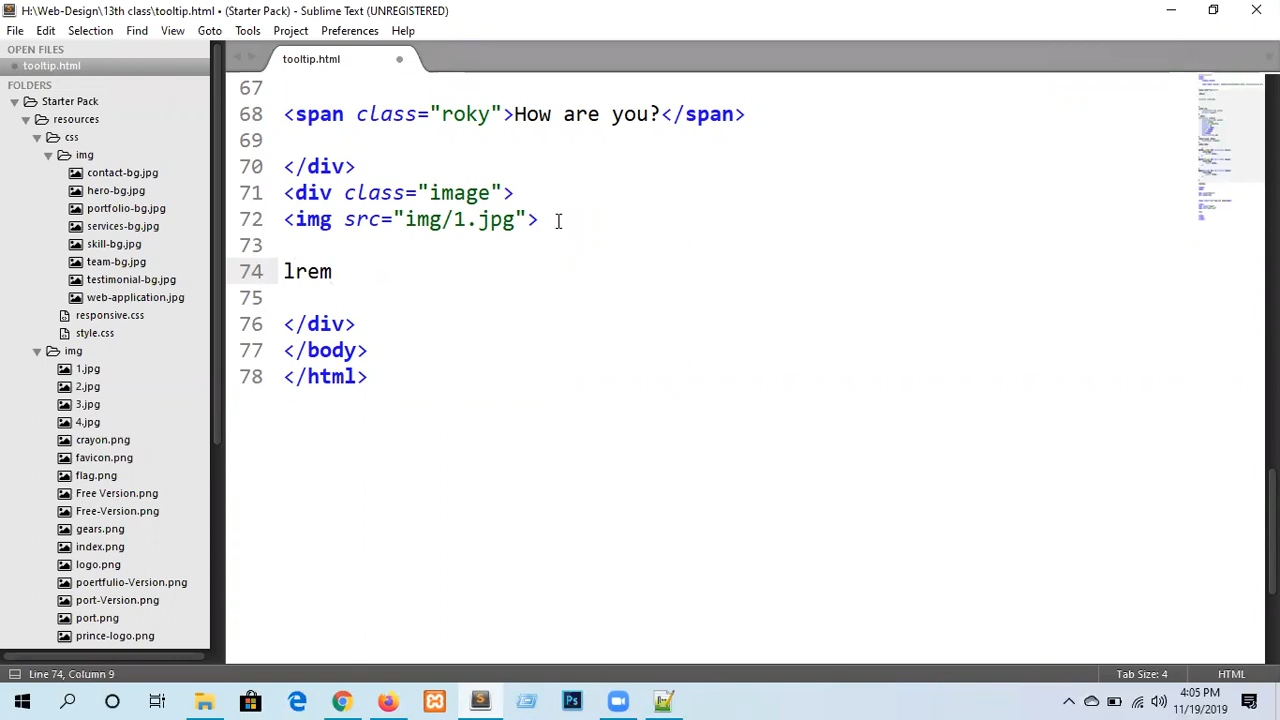 H:\Web-Design\13th class\tooltip.html • (Starter Pack) - Sublime Text (UNREGISTERED)
File Edit Selection Find View Goto Tools Project Preferences Help
OPEN FILES
tooltip.html
FOLDERS
Starter Pack
resources
css
img
contact-bg.jpg
hero-bg.jpg
portfolio-bg.jpg
services-bg.jpg
skill-bg.jpg
team-bg.jpg
testimonial-bg.jpg
web-application.jpg
responsive.css
style.css
img
1.jpg
2.jpg
3.jpg
4.jpg
crayon.png
favicon.png
flag.png
Free Version.png
Free-Version.png
gears.png
index.png
logo.png
poertfulio-Version.png
port-Version.png
port.png
prince-logo.png
tooltip.html
67
68 <span class="roky">How are you?</span>
69
70 </div>
71 <div class="image">
72 <img src="img/1.jpg">
73
74 lrem
75
76 </div>
77 </body>
78 </html>
Line 74, Column 9
Tab Size: 4 HTML
4:05 PM
11/19/2019